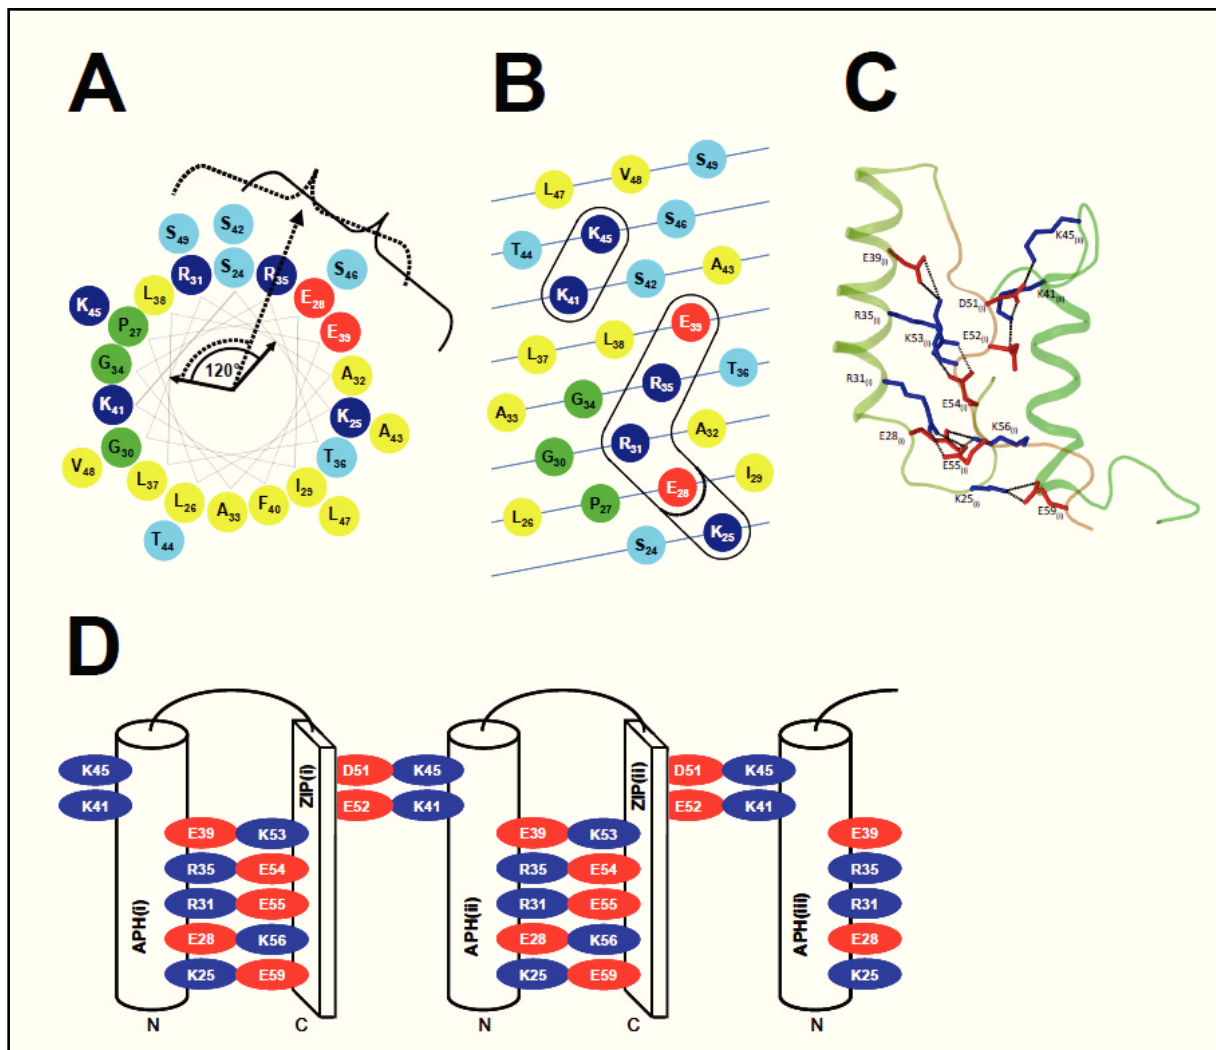 A
B
C
S49
S42
R31
S24
R35
S46
L38
E28
K45
P27
E39
G34
120°
A32
K41
K25
A43
G30
T36
V48
L37
I29
L26
A33
F40
L47
T44
S49
V48
L47
S46
K45
T44
A43
S42
K41
E39
L38
L37
T36
R35
G34
A33
A32
R31
G30
I29
E28
P27
L26
K25
S24
K45(ii)
E39(i)
D51(i)
K41(ii)
R35(i)
K53(i)
E52(i)
R31(i)
E54(i)
E28(i)
K56(i)
E55(i)
K25(i)
E59(i)
D
K45 ZIP(i) D51 K45 ZIP(ii) D51 K45
K41 E52 K41 E52 K41
E39 K53 E39 K53 E39
R35 E54 R35 E54 R35
APH(i) R31 E55 APH(ii) R31 E55 APH(iii) R31
E28 K56 E28 K56 E28
K25 E59 K25 E59 K25
N C N C N